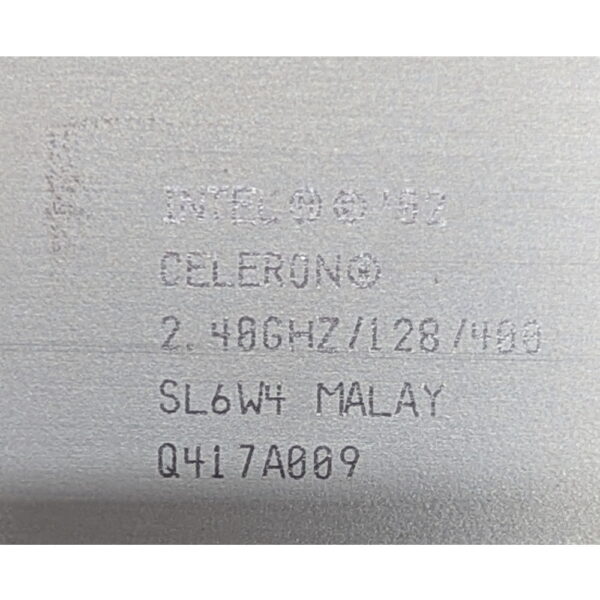 INTEL®©'02
CELERON®
2.40GHZ/128/400
SL6W4 MALAY
Q417A009